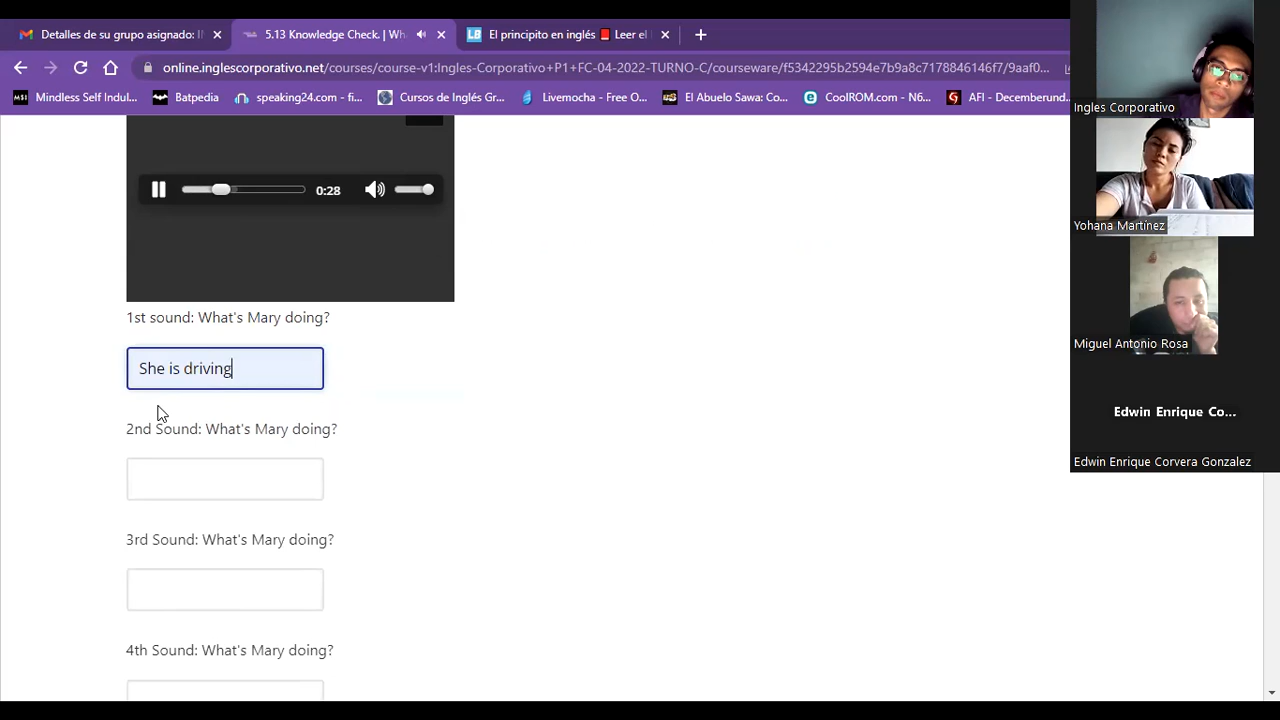 Detalles de su grupo asignado: I
5.13 Knowledge Check. | Wh
El principito en inglés 📕 Leer el
online.inglescorporativo.net/courses/course-v1:Ingles-Corporativo+P1+FC-04-2022-TURNO-C/courseware/f5342295b2594e7b9a8c7178846146f7/9aaf0...
MSI Mindless Self Indul...
Batpedia
speaking24.com - fi...
Cursos de Inglés Gr...
Livemocha - Free O...
El Abuelo Sawa: Co...
CoolROM.com - N6...
AFI - Decemberund...
0:28
1st sound: What's Mary doing?
She is driving
2nd Sound: What's Mary doing?
3rd Sound: What's Mary doing?
4th Sound: What's Mary doing?
Ingles Corporativo
Yohana Martínez
Miguel Antonio Rosa
Edwin Enrique Co...
Edwin Enrique Corvera Gonzalez